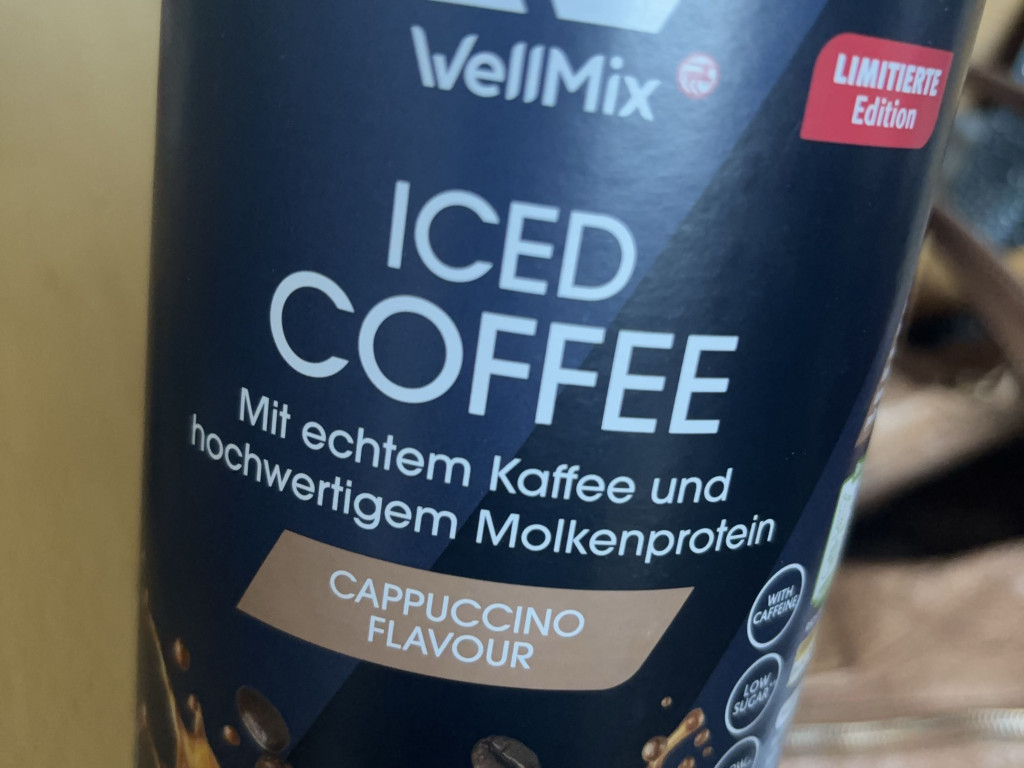 WellMix
LIMITIERTE
Edition
ICED
COFFEE
Mit echtem Kaffee und
hochwertigem Molkenprotein
CAPPUCCINO
FLAVOUR
WITH
CAFFEINE
LOW
SUGAR